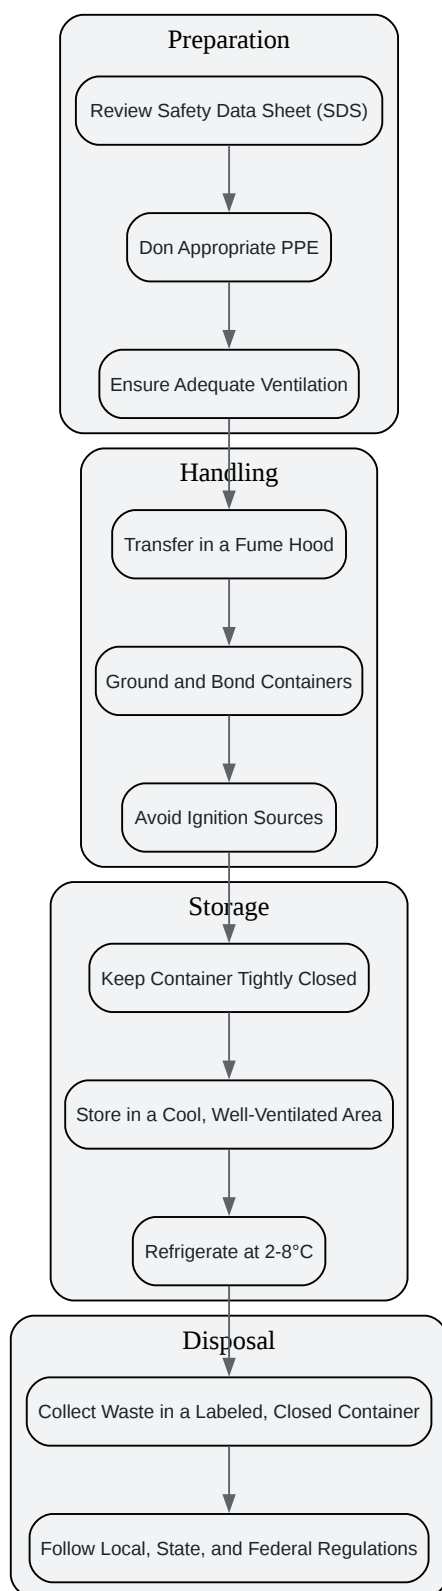 Preparation
Review Safety Data Sheet (SDS)
Don Appropriate PPE
Ensure Adequate Ventilation
Handling
Transfer in a Fume Hood
Ground and Bond Containers
Avoid Ignition Sources
Storage
Keep Container Tightly Closed
Store in a Cool, Well-Ventilated Area
Refrigerate at 2-8°C
Disposal
Collect Waste in a Labeled, Closed Container
Follow Local, State, and Federal Regulations